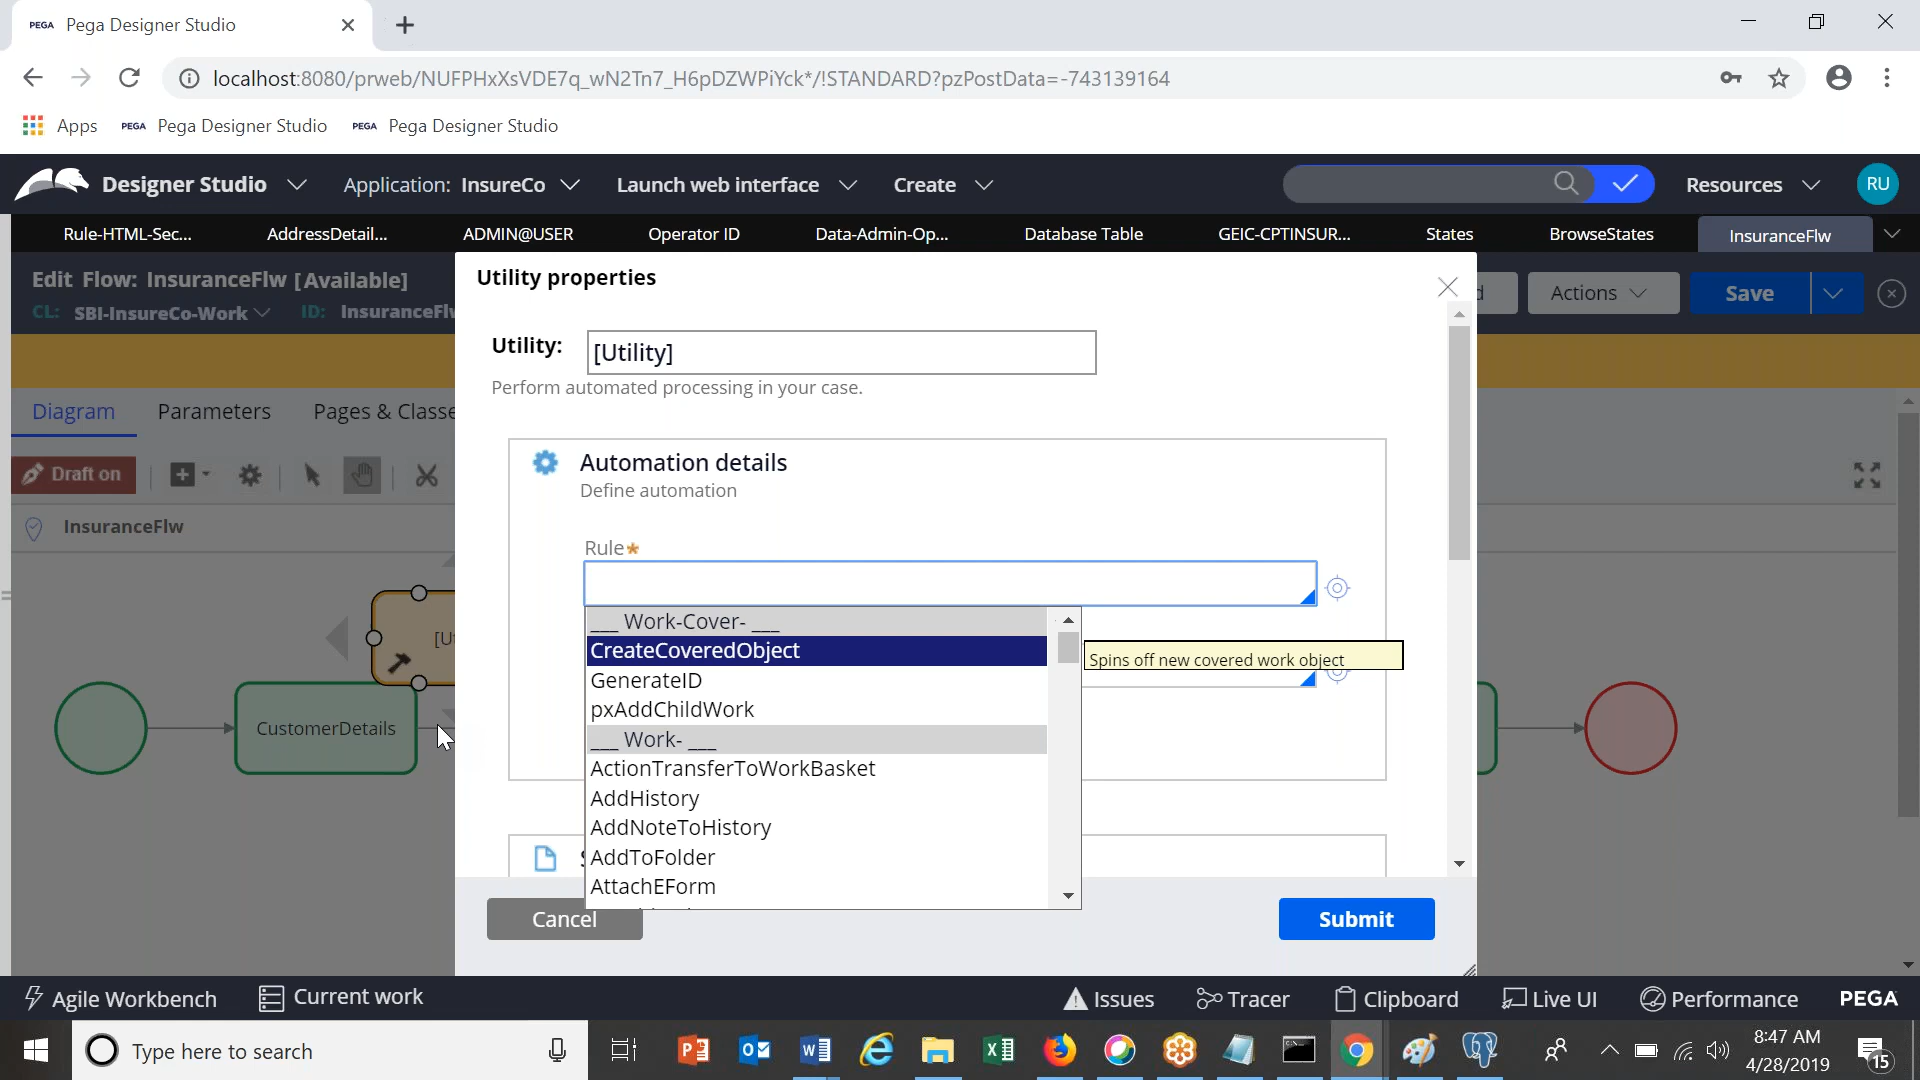 PEGA Pega Designer Studio
localhost:8080/prweb/NUFPHxXsVDE7q_wN2Tn7_H6pDZWPiYck*/!STANDARD?pzPostData=-743139164
Apps PEGA Pega Designer Studio PEGA Pega Designer Studio
Designer Studio Application: InsureCo Launch web interface Create Resources RU
Rule-HTML-Sec... AddressDetail... ADMIN@USER Operator ID Data-Admin-Op... Database Table GEIC-CPTINSUR... States BrowseStates InsuranceFlw
Edit Flow: InsuranceFlw [Available]
CL: SBI-InsureCo-Work ID: InsuranceFlw
Actions Save
Diagram Parameters Pages & Classe
Draft on
InsuranceFlw
[U
CustomerDetails
Utility properties
Utility: [Utility]
Perform automated processing in your case.
Automation details
Define automation
Rule*
___ Work-Cover- ___
CreateCoveredObject
Spins off new covered work object
GenerateID
pxAddChildWork
___ Work- ___
ActionTransferToWorkBasket
AddHistory
AddNoteToHistory
AddToFolder
AttachEForm
Cancel Submit
Agile Workbench Current work Issues Tracer Clipboard Live UI Performance PEGA
Type here to search
8:47 AM
4/28/2019
15